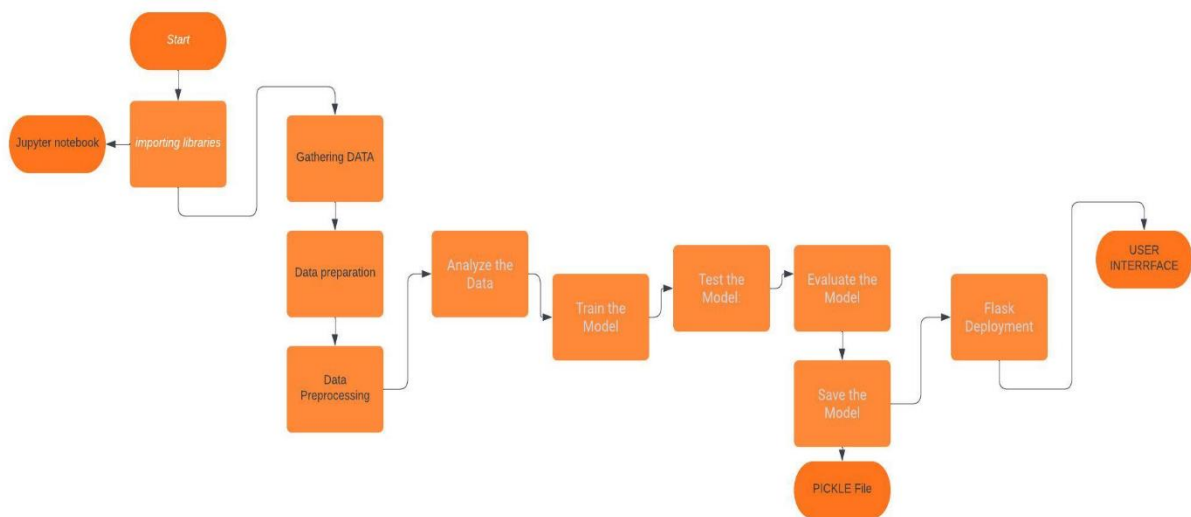 Start
importing libraries
Jupyter notebook
Gathering DATA
Data preparation
Data
Preprocessing
Analyze the
Data
Train the
Model
Test the
Model
Evaluate the
Model
Save the
Model
PICKLE File
Flask
Deployment
USER
INTERRFACE